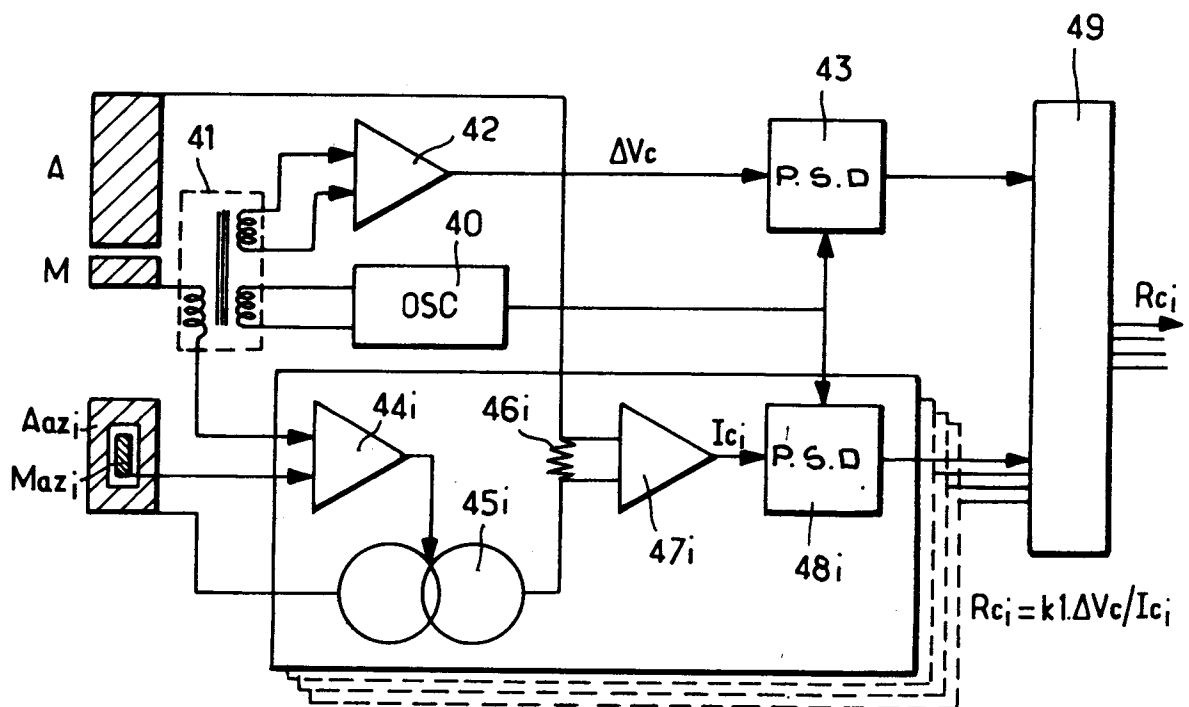 49
43
41
42
A
ΔVc
P.S.D
40
M
OSC
Rci
44i
46i
Ici
Aazi
P.S.D
Mazi
45i
47i
48i
Rci = k1.ΔVc/Ici